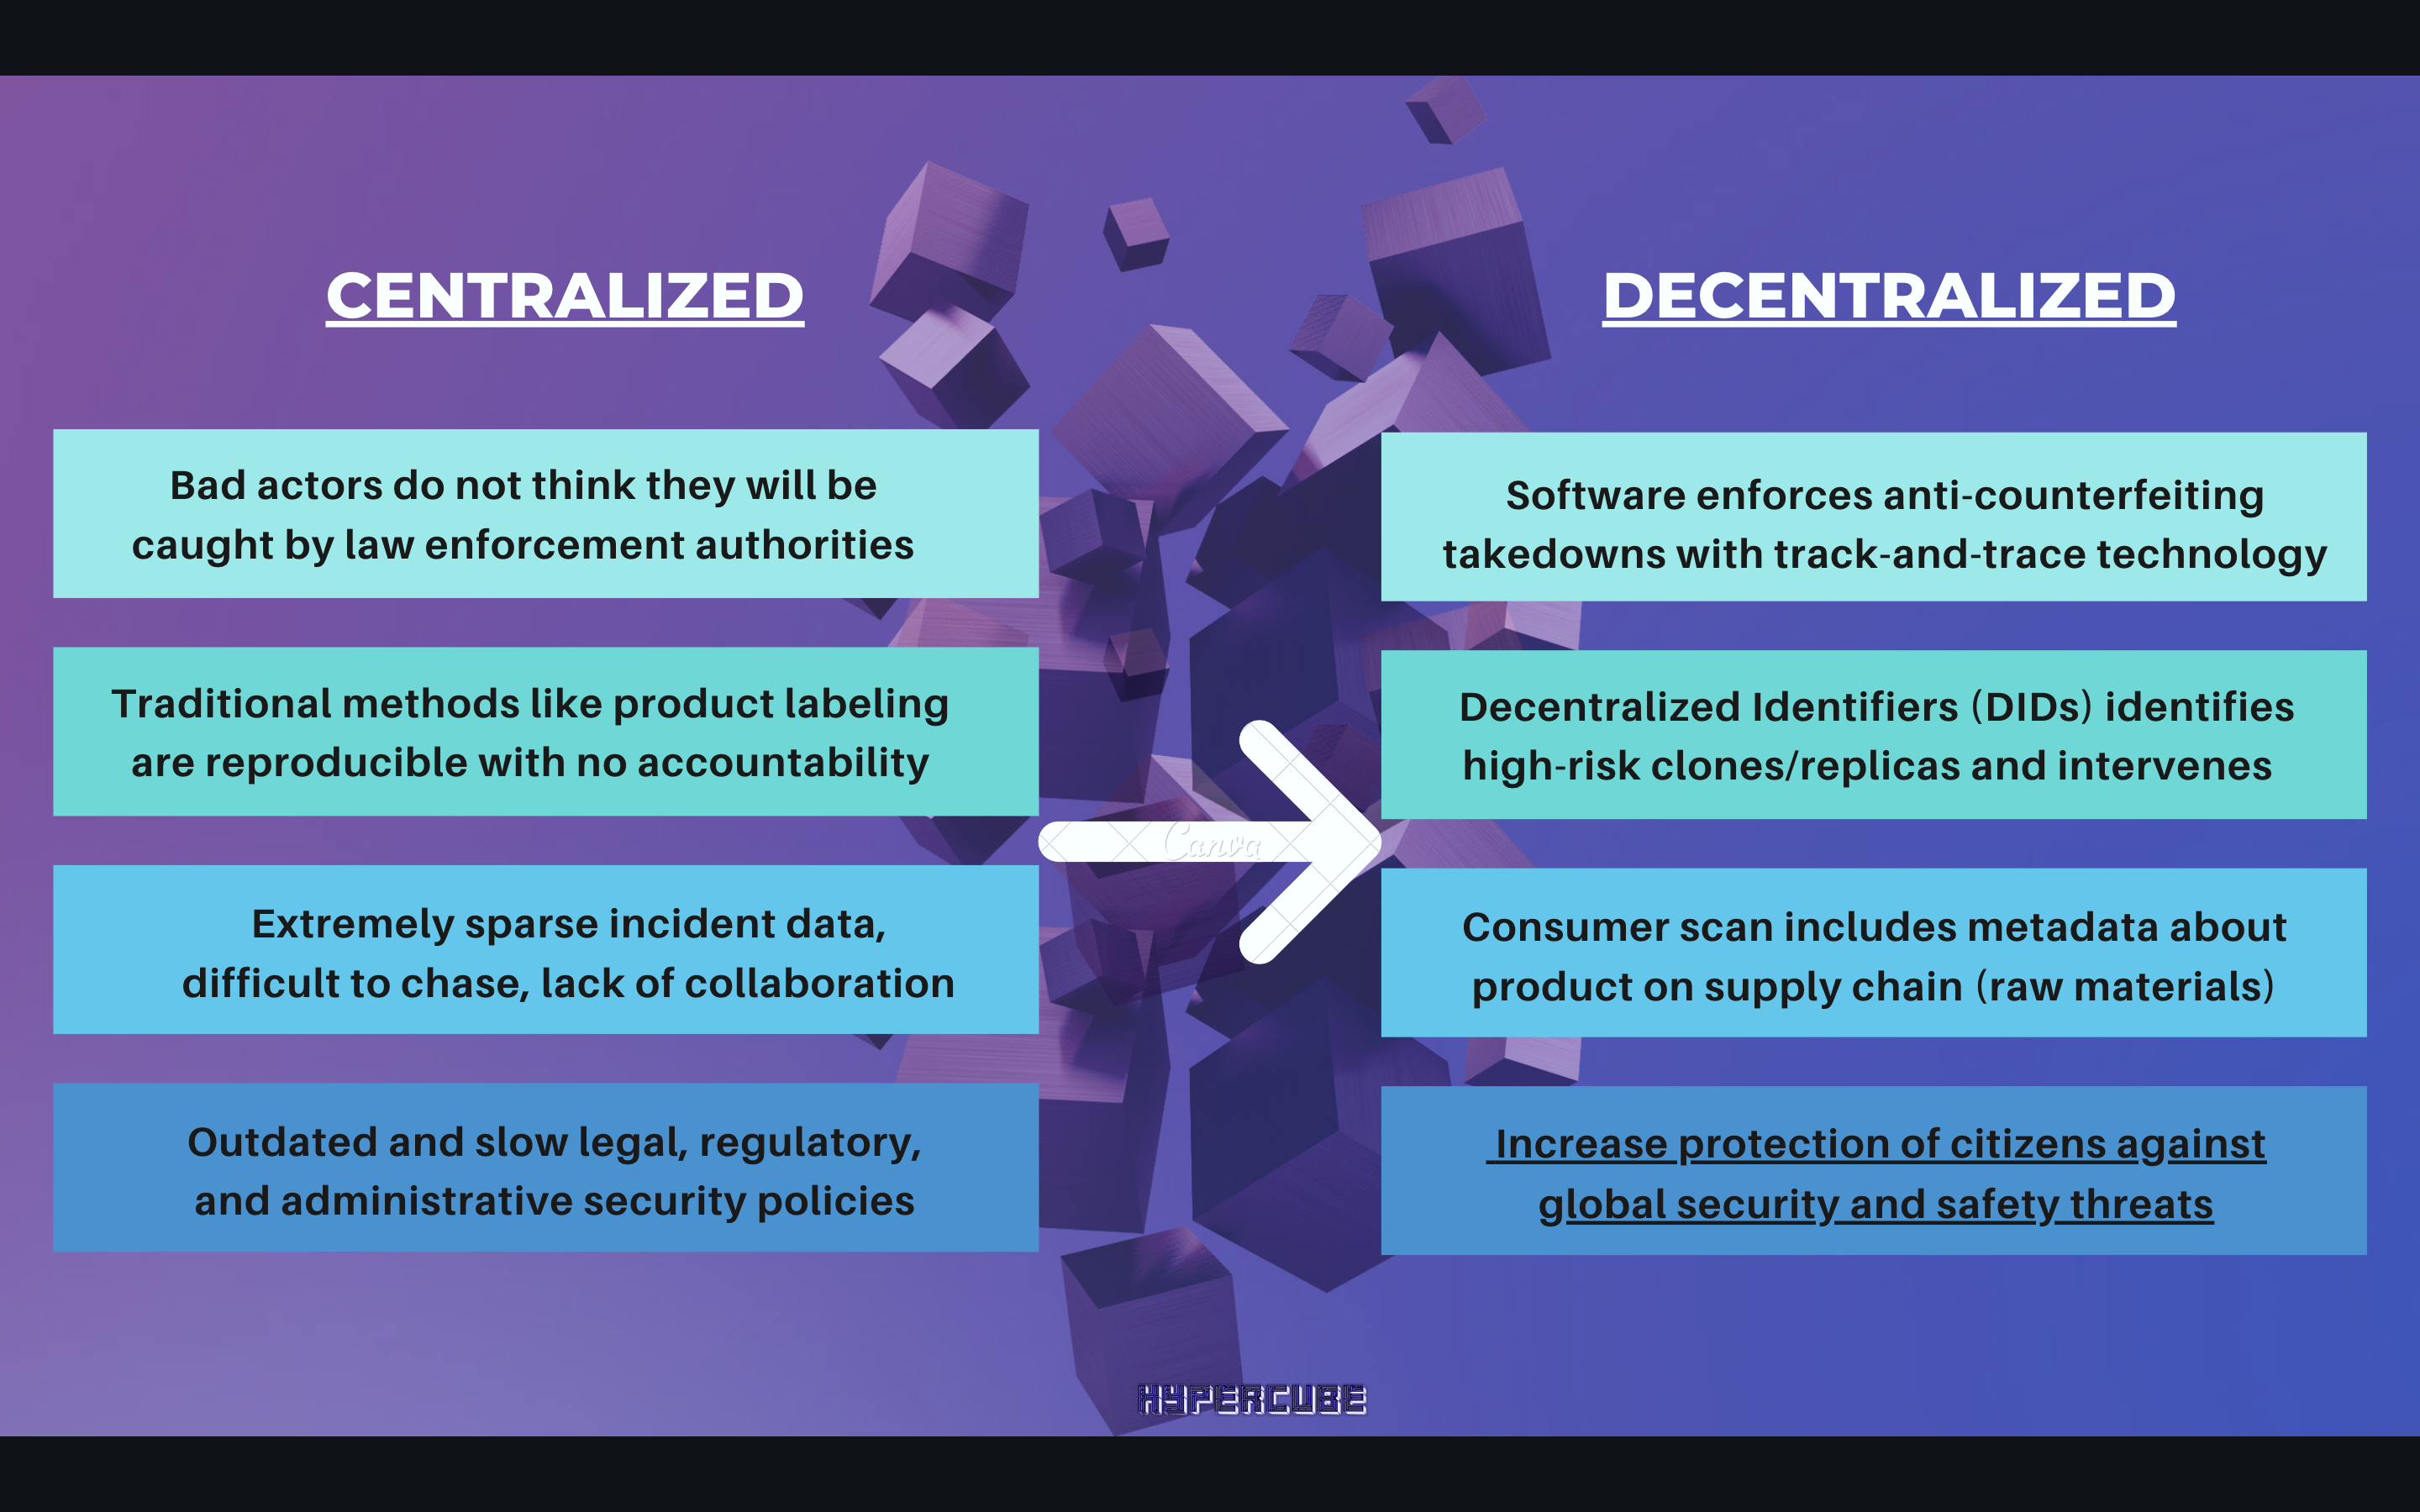 CENTRALIZED
Bad actors do not think they will be
caught by law enforcement authorities
Traditional methods like product labeling
are reproducible with no accountability
Extremely sparse incident data,
difficult to chase, lack of collaboration
Outdated and slow legal, regulatory,
and administrative security policies
Canva
DECENTRALIZED
Software enforces anti-counterfeiting
takedowns with track-and-trace technology
Decentralized Identifiers (DIDs) identifies
high-risk clones/replicas and intervenes
Consumer scan includes metadata about
product on supply chain (raw materials)
Increase protection of citizens against
global security and safety threats
HYPERCUBE